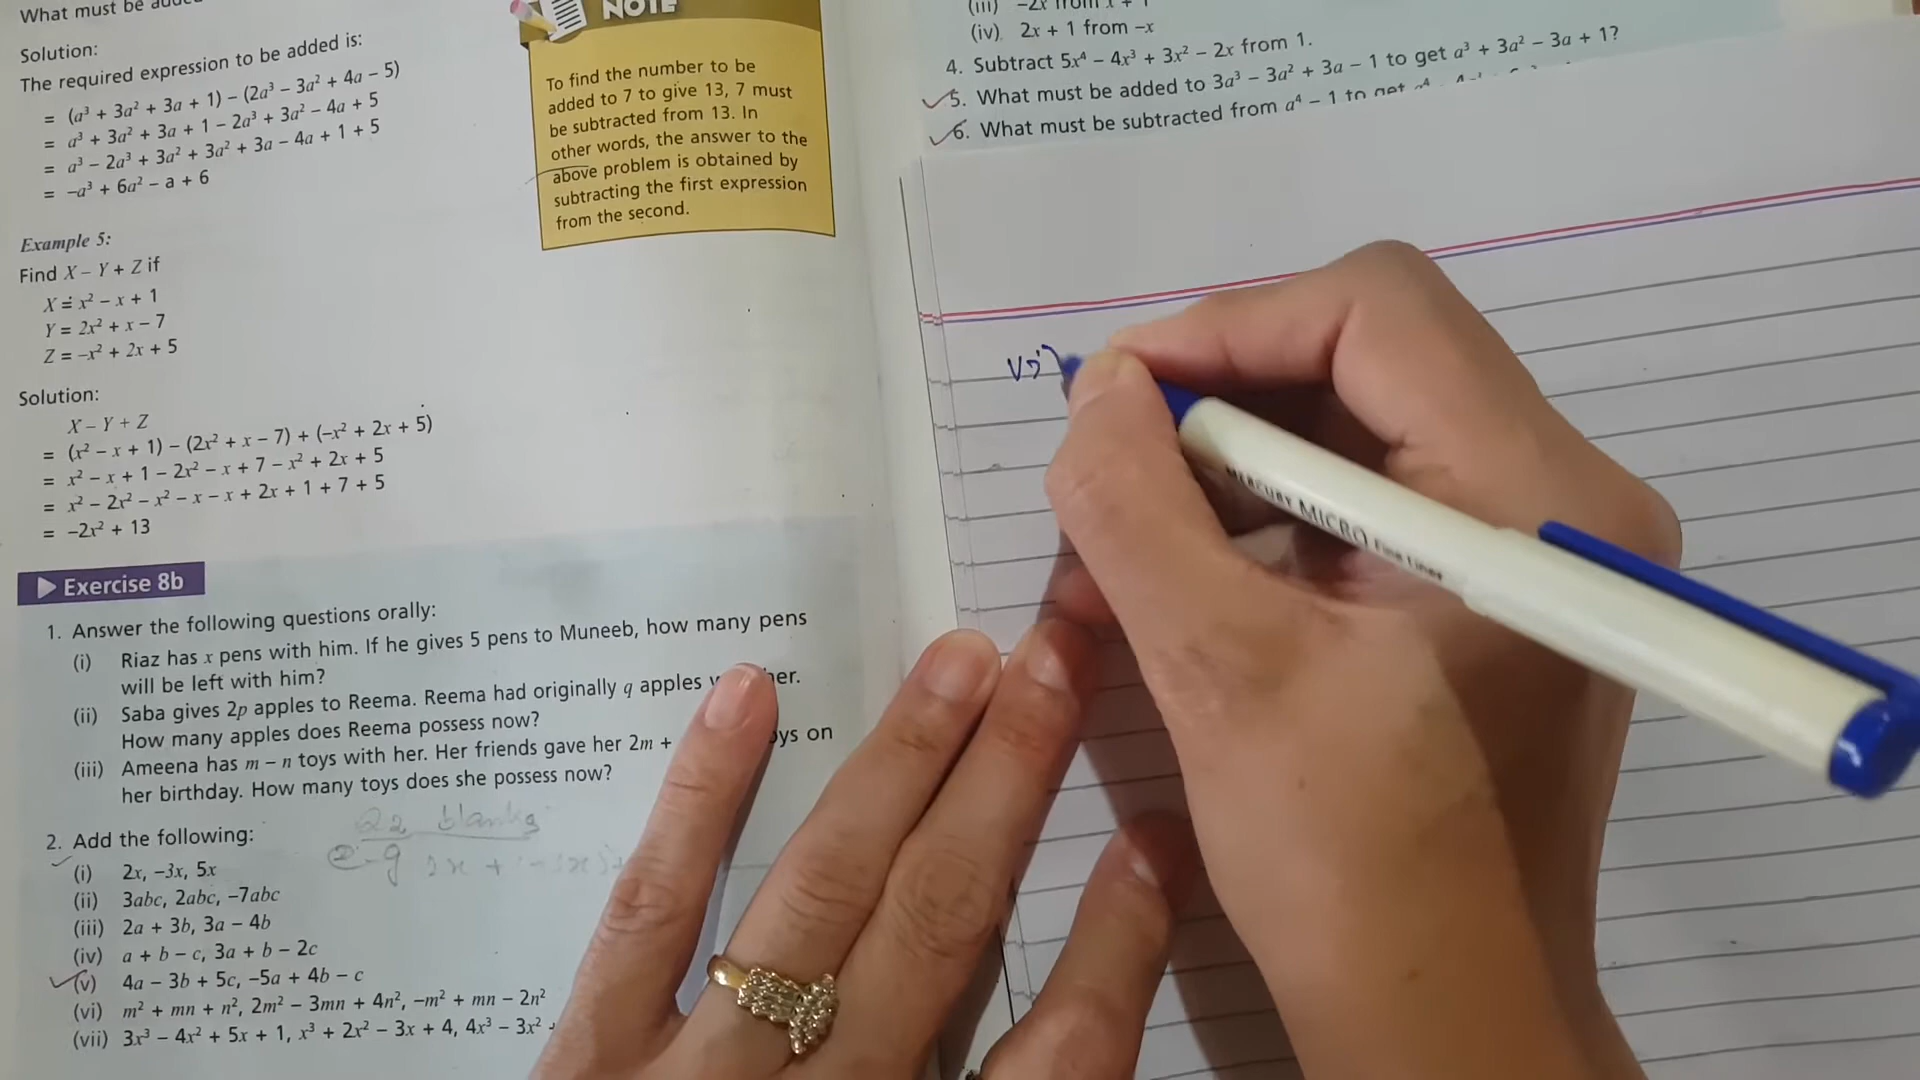 What must be
Solution:
The required expression to be added is:
= (a³ + 3a² + 3a + 1) – (2a³ – 3a² + 4a – 5)
= a³ + 3a² + 3a + 1 – 2a³ + 3a² – 4a + 5
= a³ – 2a³ + 3a² + 3a² + 3a – 4a + 1 + 5
= –a³ + 6a² – a + 6
Example 5:
Find X – Y + Z if
X = x² – x + 1
Y = 2x² + x – 7
Z = –x² + 2x + 5
Solution:
X – Y + Z
= (x² – x + 1) – (2x² + x – 7) + (–x² + 2x + 5)
= x² – x + 1 – 2x² – x + 7 – x² + 2x + 5
= x² – 2x² – x² – x – x + 2x + 1 + 7 + 5
= –2x² + 13
NOTE
To find the number to be
added to 7 to give 13, 7 must
be subtracted from 13. In
other words, the answer to the
above problem is obtained by
subtracting the first expression
from the second.
Exercise 8b
1. Answer the following questions orally:
(i) Riaz has x pens with him. If he gives 5 pens to Muneeb, how many pens
will be left with him?
(ii) Saba gives 2p apples to Reema. Reema had originally q apples
How many apples does Reema possess now?
(iii) Ameena has m – n toys with her. Her friends gave her 2m + on
her birthday. How many toys does she possess now?
2. Add the following:
(i) 2x, –3x, 5x
(ii) 3abc, 2abc, –7abc
(iii) 2a + 3b, 3a – 4b
(iv) a + b – c, 3a + b – 2c
(v) 4a – 3b + 5c, –5a + 4b – c
(vi) m² + mn + n², 2m² – 3mn + 4n², –m² + mn – 2n²
(vii) 3x³ – 4x² + 5x + 1, x³ + 2x² – 3x + 4, 4x³ – 3x²
(iii) –2x from x + 1
(iv) 2x + 1 from –x
4. Subtract 5x⁴ – 4x³ + 3x² – 2x from 1.
5. What must be added to 3a³ – 3a² + 3a – 1 to get a³ + 3a² – 3a + 1?
6. What must be subtracted from a⁴ – 1 to get
MERCURY MICRO Fine Liner